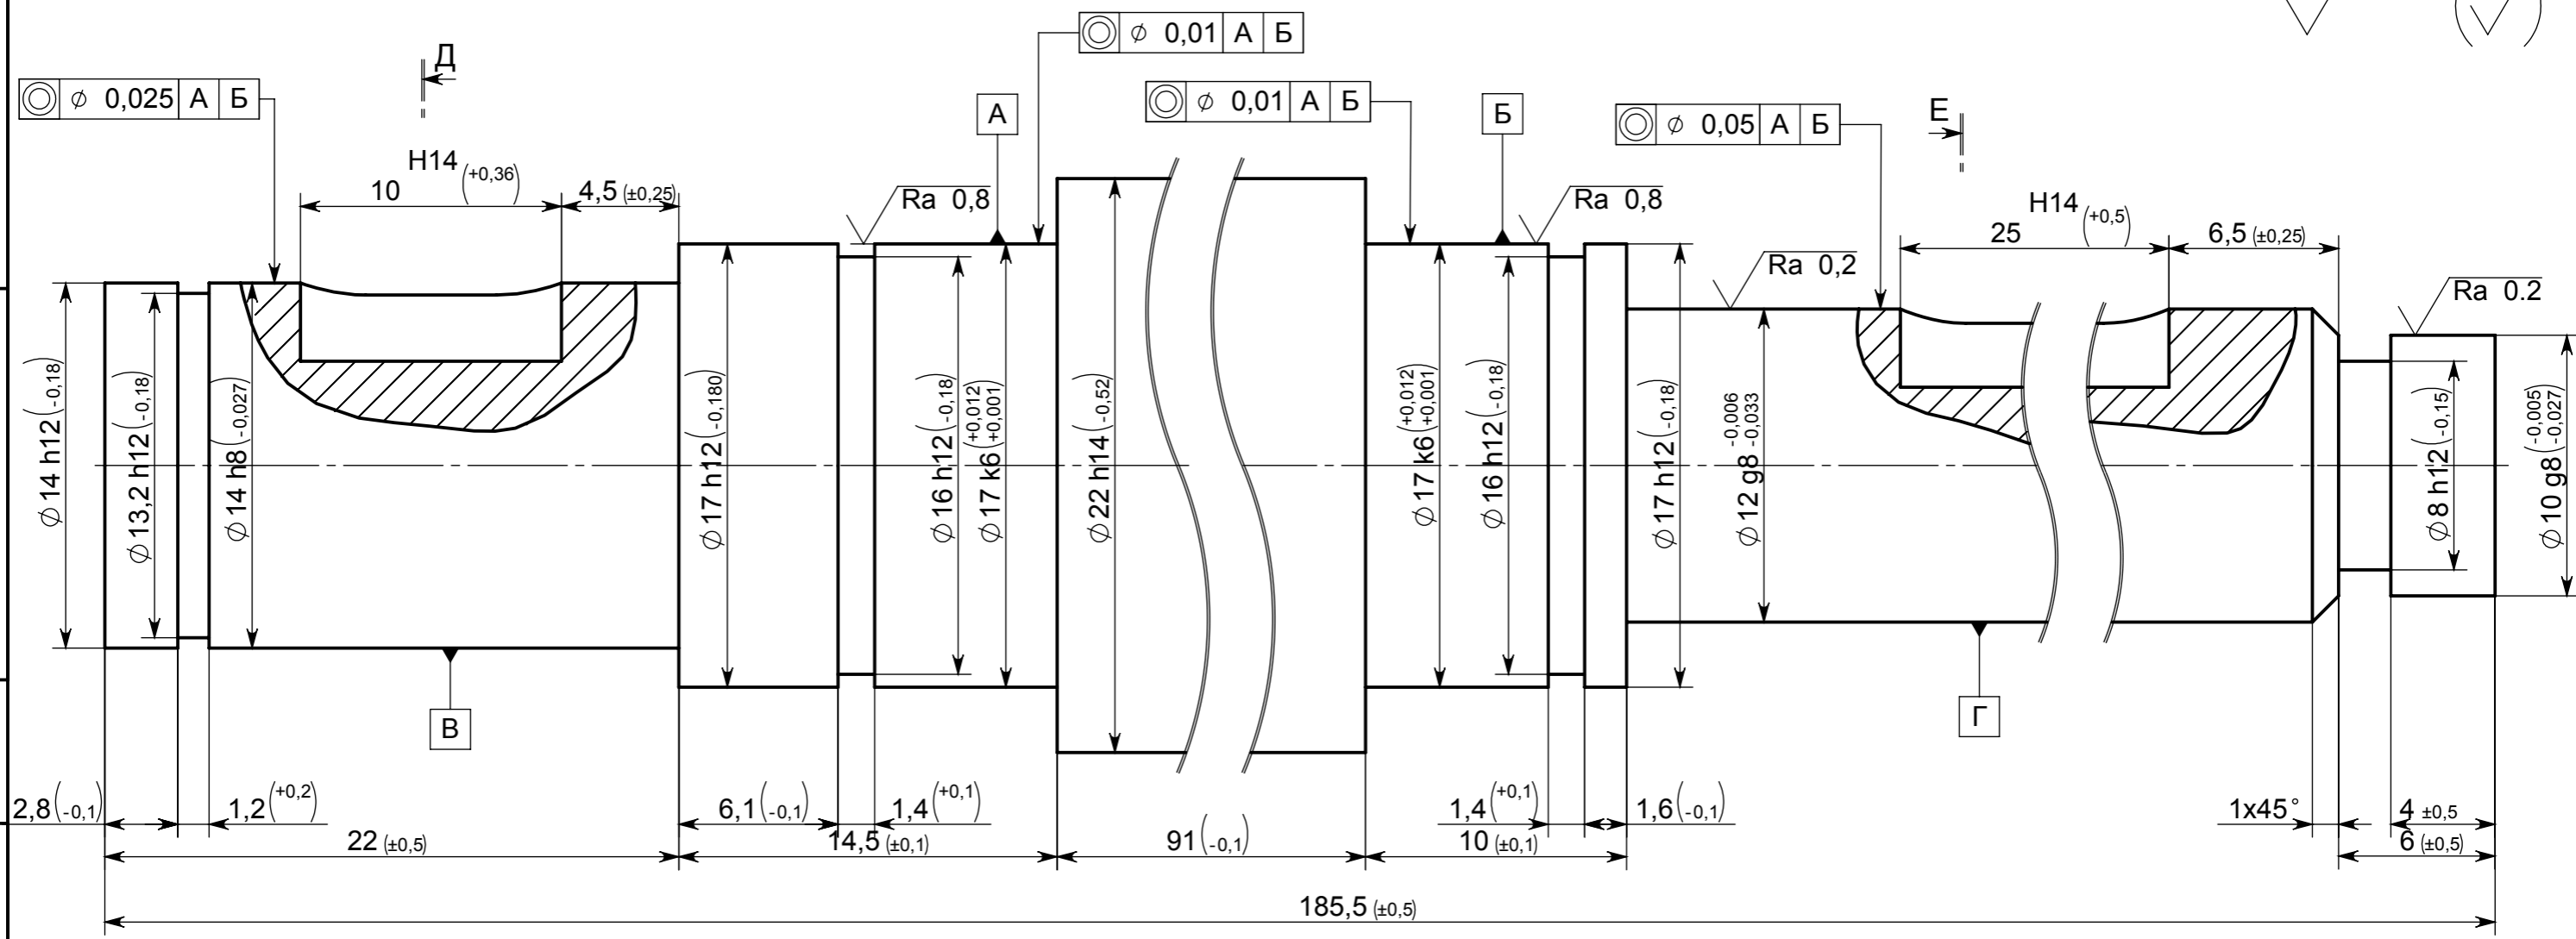 ⌀ 0,01 А Б
Д
⌀ 0,025 А Б
А
⌀ 0,01 А Б
Б
⌀ 0,05 А Б
Е
H14
10 (+0,36)
4,5 (±0,25)
Ra 0,8
Ra 0,8
H14
25 (+0,5)
6,5 (±0,25)
Ra 0,2
Ra 0.2
⌀14 h12(-0,18)
⌀13,2 h12(-0,18)
⌀14 h8(-0,027)
⌀17 h12(-0,180)
⌀16 h12(-0,18)
⌀17 k6(+0,012 +0,001)
⌀22 h14(-0,52)
⌀17 k6(+0,012 +0,001)
⌀16 h12(-0,18)
⌀17 h12(-0,18)
⌀12 g8 -0,006 -0,033
⌀8 h12(-0,15)
⌀10 g8(-0,005 -0,027)
В
Г
2,8(-0,1)
1,2(+0,2)
6,1(-0,1)
1,4(+0,1)
1,4(+0,1)
1,6(-0,1)
1x45°
4 ±0,5
22 (±0,5)
14,5 (±0,1)
91(-0,1)
10 (±0,1)
6 (±0,5)
185,5 (±0,5)